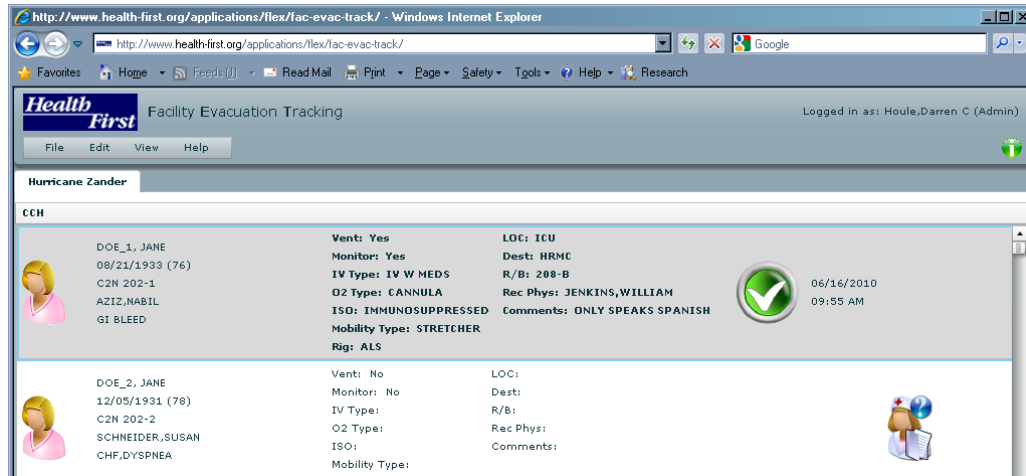 http://www.health-first.org/applications/flex/fac-evac-track/ - Windows Internet Explorer
http://www.health-first.org/applications/flex/fac-evac-track/
Google
Favorites Home Feeds (J) Read Mail Print Page Safety Tools Help Research
Health First
Facility Evacuation Tracking
Logged in as: Houle,Darren C (Admin)
File Edit View Help
Hurricane Zander
CCH
DOE_1, JANE
08/21/1933 (76)
C2N 202-1
AZIZ,NABIL
GI BLEED
Vent: Yes
Monitor: Yes
IV Type: IV W MEDS
O2 Type: CANNULA
ISO: IMMUNOSUPPRESSED
Mobility Type: STRETCHER
Rig: ALS
LOC: ICU
Dest: HRMC
R/B: 208-B
Rec Phys: JENKINS,WILLIAM
Comments: ONLY SPEAKS SPANISH
06/16/2010
09:55 AM
DOE_2, JANE
12/05/1931 (78)
C2N 202-2
SCHNEIDER,SUSAN
CHF,DYSPNEA
Vent: No
Monitor: No
IV Type:
O2 Type:
ISO:
Mobility Type:
LOC:
Dest:
R/B:
Rec Phys:
Comments: